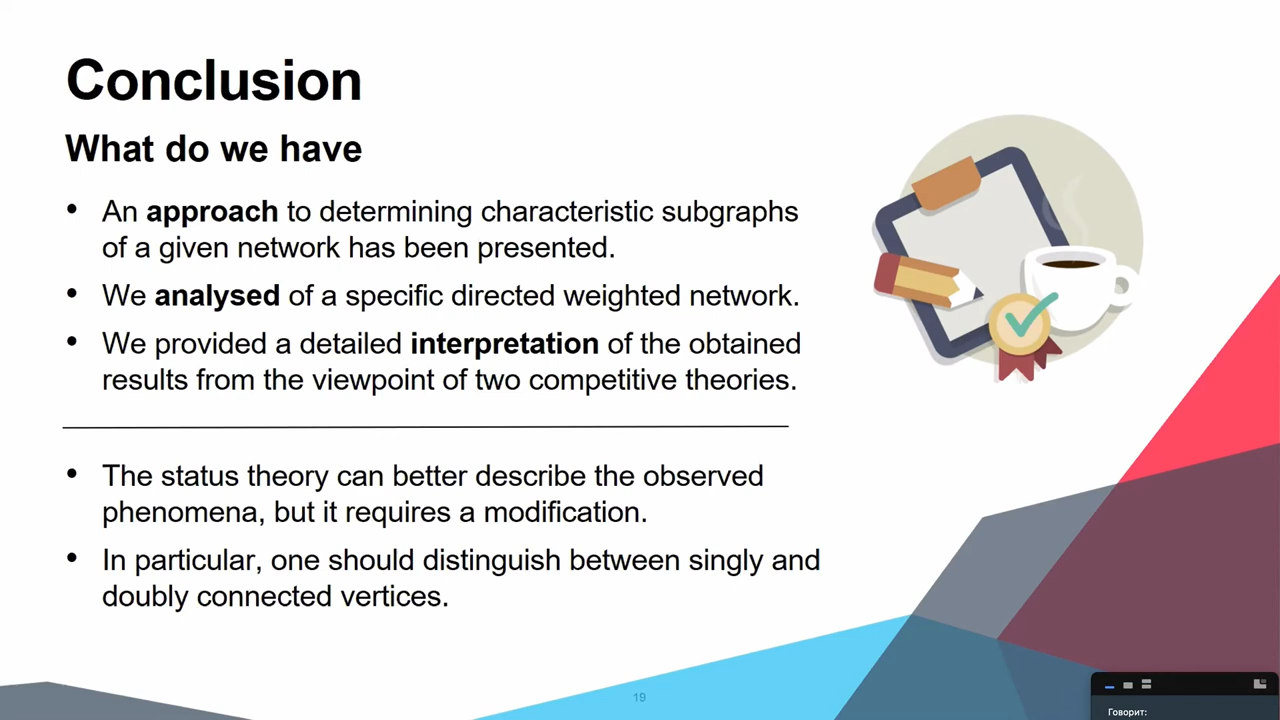 Conclusion
What do we have
• An approach to determining characteristic subgraphs
of a given network has been presented.
• We analysed of a specific directed weighted network.
• We provided a detailed interpretation of the obtained
results from the viewpoint of two competitive theories.
• The status theory can better describe the observed
phenomena, but it requires a modification.
• In particular, one should distinguish between singly and
doubly connected vertices.
19
Говорит: